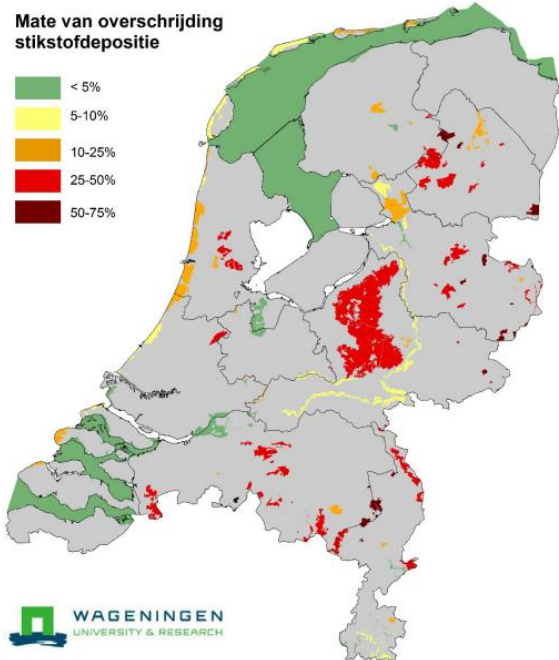 Mate van overschrijding
stikstofdepositie
< 5%
5-10%
10-25%
25-50%
50-75%
WAGENINGEN
UNIVERSITY & RESEARCH